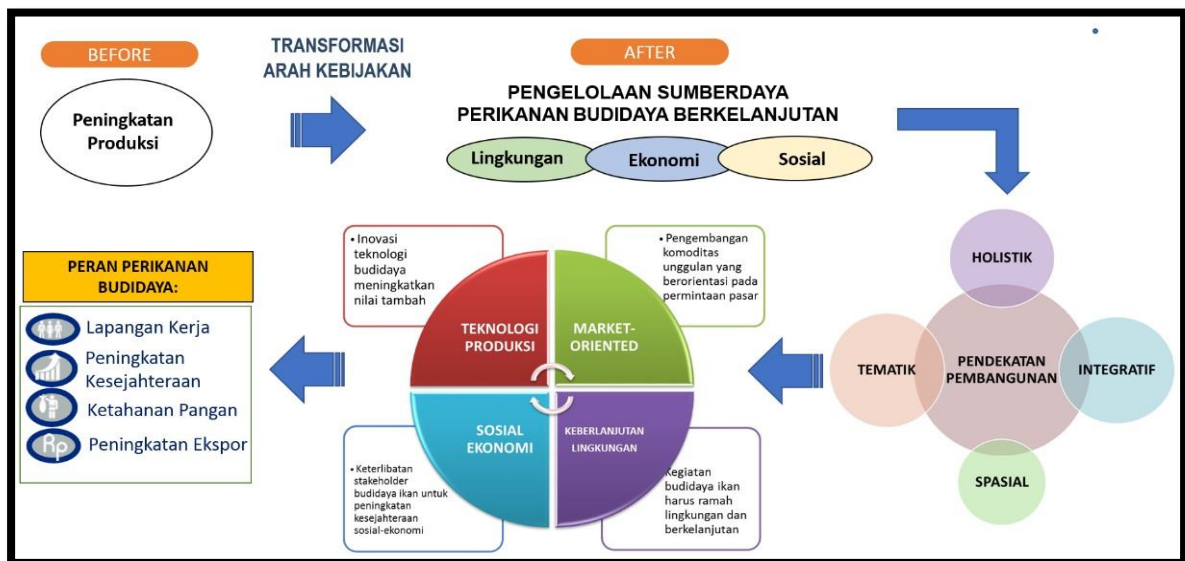 BEFORE
Peningkatan
Produksi
TRANSFORMASI
ARAH KEBIJAKAN
AFTER
PENGELOLAAN SUMBERDAYA
PERIKANAN BUDIDAYA BERKELANJUTAN
Lingkungan
Ekonomi
Sosial
HOLISTIK
TEMATIK
PENDEKATAN
PEMBANGUNAN
INTEGRATIF
SPASIAL
• Inovasi
teknologi
budidaya
meningkatkan
nilai tambah
• Pengembangan
komoditas
unggulan yang
berorientasi pada
permintaan pasar
TEKNOLOGI
PRODUKSI
MARKET-
ORIENTED
SOSIAL
EKONOMI
KEBERLANJUTAN
LINGKUNGAN
• Keterlibatan
stakeholder
budidaya ikan untuk
peningkatan
kesejahteraan
sosial-ekonomi
Kegiatan
budidaya ikan
harus ramah
lingkungan dan
berkelanjutan
PERAN PERIKANAN
BUDIDAYA:
Lapangan Kerja
Peningkatan
Kesejahteraan
Ketahanan Pangan
Rp
Peningkatan Ekspor